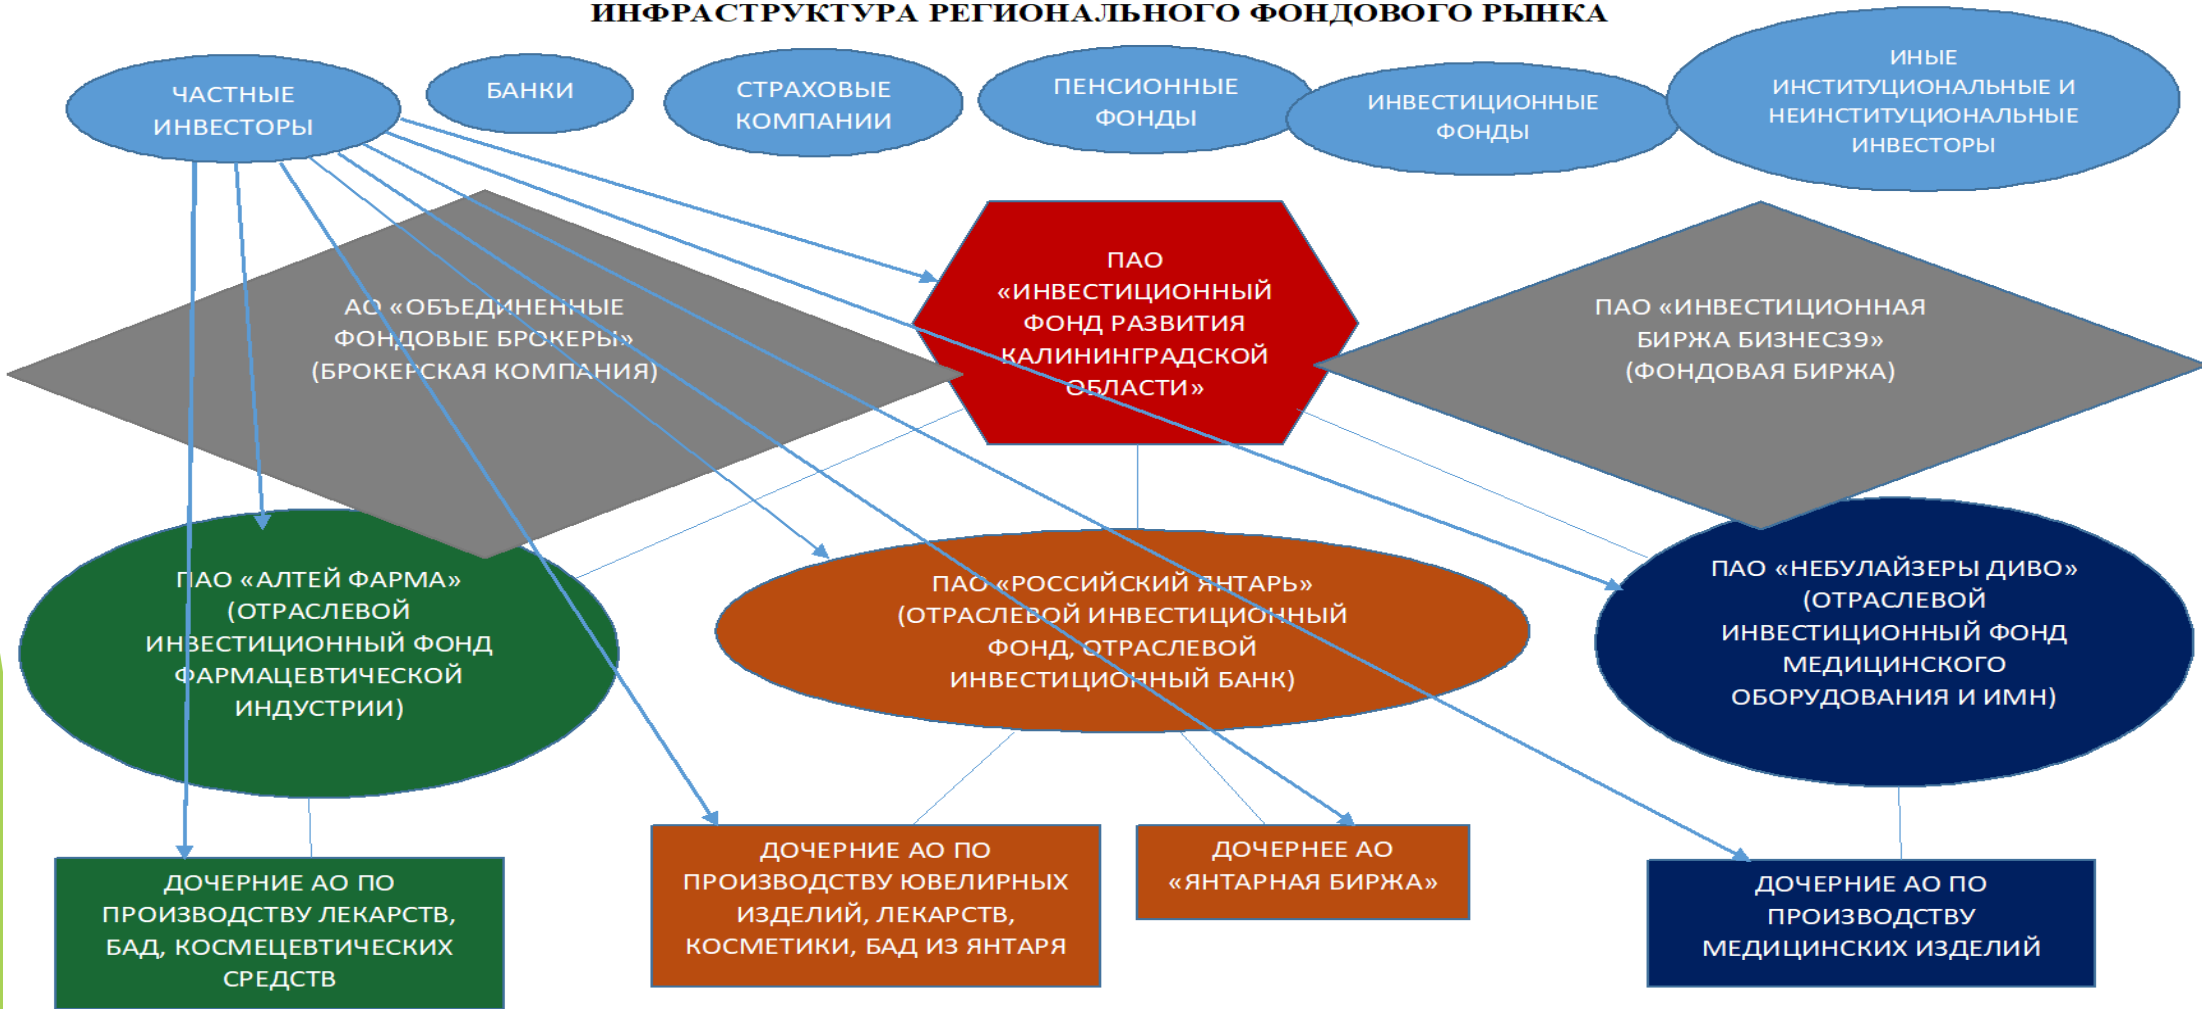 ИНФРАСТРУКТУРА РЕГИОНАЛЬНОГО ФОНДОВОГО РЫНКА
ЧАСТНЫЕ
ИНВЕСТОРЫ
БАНКИ
СТРАХОВЫЕ
КОМПАНИИ
ПЕНСИОННЫЕ
ФОНДЫ
ИНВЕСТИЦИОННЫЕ
ФОНДЫ
ИНЫЕ
ИНСТИТУЦИОНАЛЬНЫЕ И
НЕИНСТИТУЦИОНАЛЬНЫЕ
ИНВЕСТОРЫ
АО «ОБЪЕДИНЕННЫЕ
ФОНДОВЫЕ БРОКЕРЫ»
(БРОКЕРСКАЯ КОМПАНИЯ)
ПАО
«ИНВЕСТИЦИОННЫЙ
ФОНД РАЗВИТИЯ
КАЛИНИНГРАДСКОЙ
ОБЛАСТИ»
ПАО «ИНВЕСТИЦИОННАЯ
БИРЖА БИЗНЕС39»
(ФОНДОВАЯ БИРЖА)
ПАО «АЛТЕЙ ФАРМА»
(ОТРАСЛЕВОЙ
ИНВЕСТИЦИОННЫЙ ФОНД
ФАРМАЦЕВТИЧЕСКОЙ
ИНДУСТРИИ)
ПАО «РОССИЙСКИЙ ЯНТАРЬ»
(ОТРАСЛЕВОЙ ИНВЕСТИЦИОННЫЙ
ФОНД, ОТРАСЛЕВОЙ
ИНВЕСТИЦИОННЫЙ БАНК)
ПАО «НЕБУЛАЙЗЕРЫ ДИВО»
(ОТРАСЛЕВОЙ
ИНВЕСТИЦИОННЫЙ ФОНД
МЕДИЦИНСКОГО
ОБОРУДОВАНИЯ И ИМН)
ДОЧЕРНИЕ АО ПО
ПРОИЗВОДСТВУ ЛЕКАРСТВ,
БАД, КОСМЕЦЕВТИЧЕСКИХ
СРЕДСТВ
ДОЧЕРНИЕ АО ПО
ПРОИЗВОДСТВУ ЮВЕЛИРНЫХ
ИЗДЕЛИЙ, ЛЕКАРСТВ,
КОСМЕТИКИ, БАД ИЗ ЯНТАРЯ
ДОЧЕРНЕЕ АО
«ЯНТАРНАЯ БИРЖА»
ДОЧЕРНИЕ АО ПО
ПРОИЗВОДСТВУ
МЕДИЦИНСКИХ ИЗДЕЛИЙ